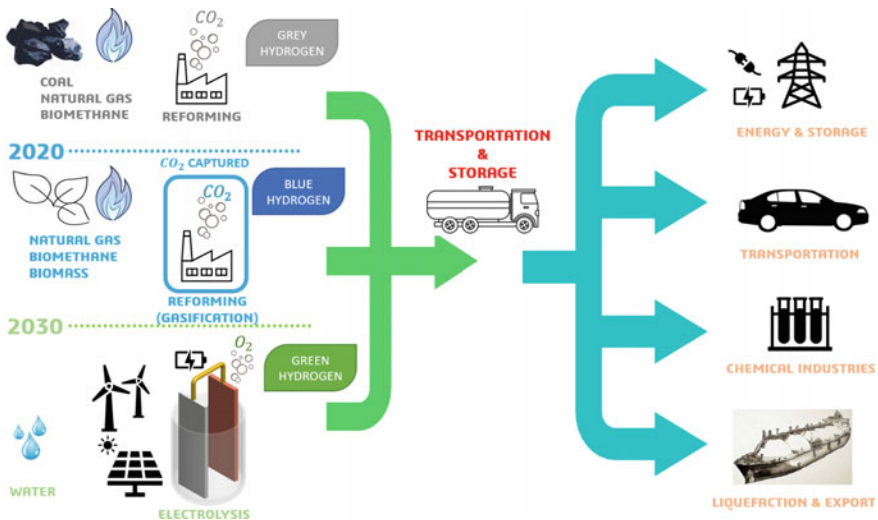 CO₂
GREY
HYDROGEN
COAL
NATURAL GAS
BIOMETHANE
REFORMING
2020
CO₂ CAPTURED
CO₂
BLUE
HYDROGEN
NATURAL GAS
BIOMETHANE
BIOMASS
REFORMING
(GASIFICATION)
2030
O₂
GREEN
HYDROGEN
WATER
ELECTROLYSIS
TRANSPORTATION
&
STORAGE
ENERGY & STORAGE
TRANSPORTATION
CHEMICAL INDUSTRIES
LIQUEFACTION & EXPORT